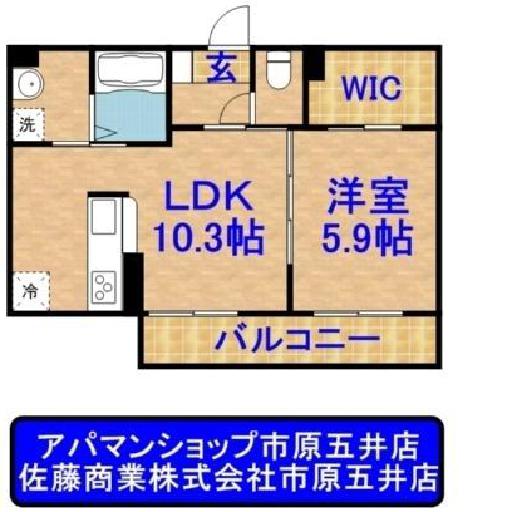 玄
WIC
洗
LDK
10.3帖
洋室
5.9帖
冷
バルコニー
アパマンショップ市原五井店
佐藤商業株式会社市原五井店